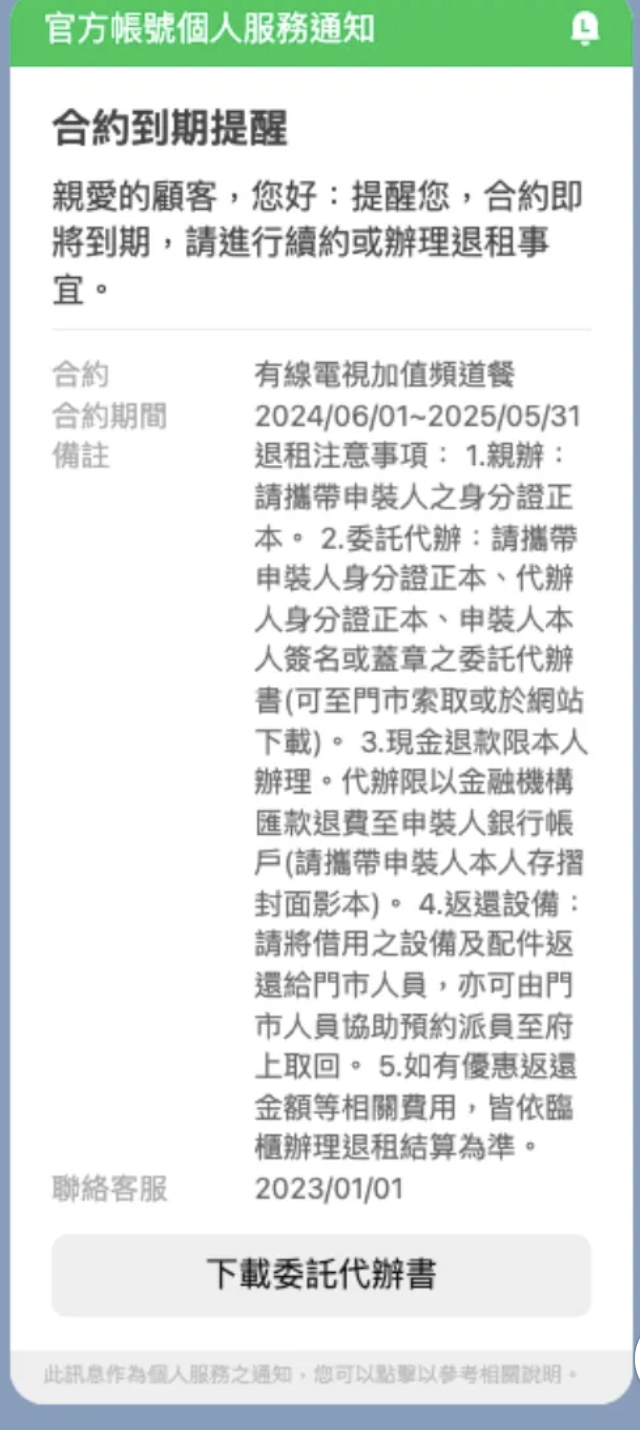 官方帳號個人服務通知
合約到期提醒
親愛的顧客，您好：提醒您，合約即
將到期，請進行續約或辦理退租事
宜。
合約 有線電視加值頻道餐
合約期間 2024/06/01~2025/05/31
備註 退租注意事項： 1.親辦：
請攜帶申裝人之身分證正
本。 2.委託代辦：請攜帶
申裝人身分證正本、代辦
人身分證正本、申裝人本
人簽名或蓋章之委託代辦
書(可至門市索取或於網站
下載)。 3.現金退款限本人
辦理。代辦限以金融機構
匯款退費至申裝人銀行帳
戶(請攜帶申裝人本人存摺
封面影本)。 4.返還設備：
請將借用之設備及配件返
還給門市人員，亦可由門
市人員協助預約派員至府
上取回。 5.如有優惠返還
金額等相關費用，皆依臨
櫃辦理退租結算為準。
聯絡客服 2023/01/01
下載委託代辦書
此訊息作為個人服務之通知，您可以點擊以參考相關說明。